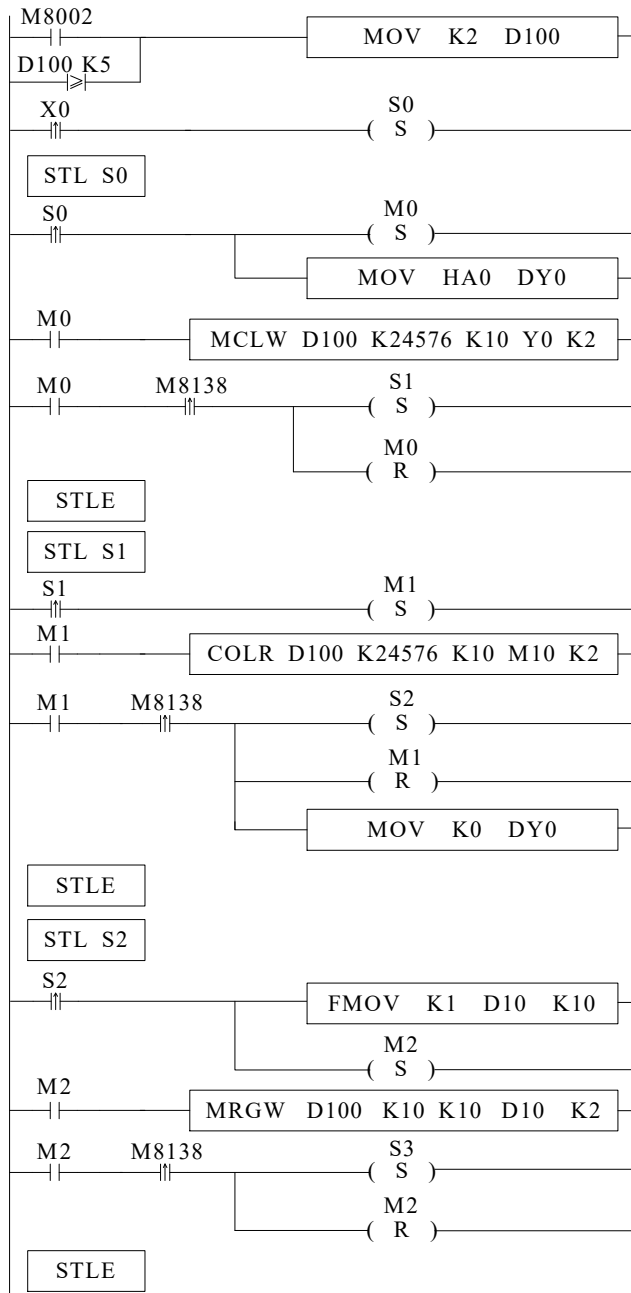 M8002
MOV K2 D100
D100 K5
≥
X0
S0
( S )
STL S0
S0
M0
( S )
MOV HA0 DY0
M0
MCLW D100 K24576 K10 Y0 K2
M0
M8138
S1
( S )
M0
( R )
STLE
STL S1
S1
M1
( S )
M1
COLR D100 K24576 K10 M10 K2
M1
M8138
S2
( S )
M1
( R )
MOV K0 DY0
STLE
STL S2
S2
FMOV K1 D10 K10
M2
( S )
M2
MRGW D100 K10 K10 D10 K2
M2
M8138
S3
( S )
M2
( R )
STLE